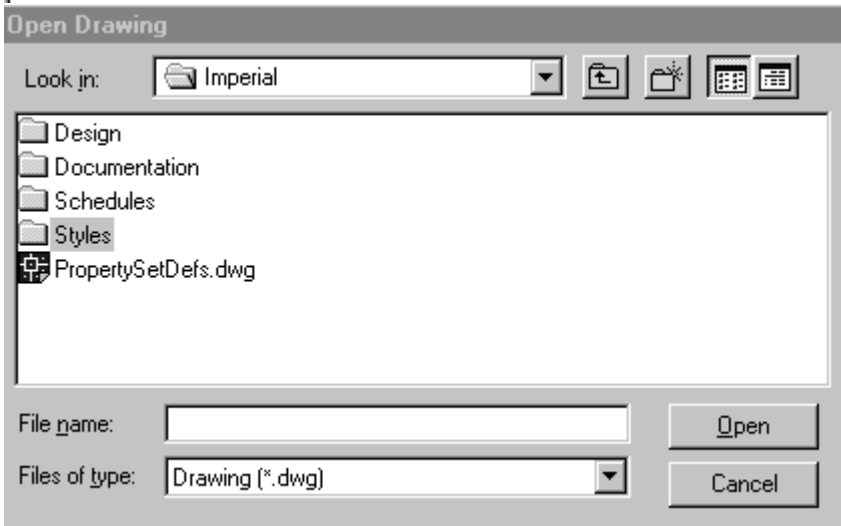 Open Drawing
Look in: Imperial
Design
Documentation
Schedules
Styles
PropertySetDefs.dwg
File name: Open
Files of type: Drawing (*.dwg) Cancel